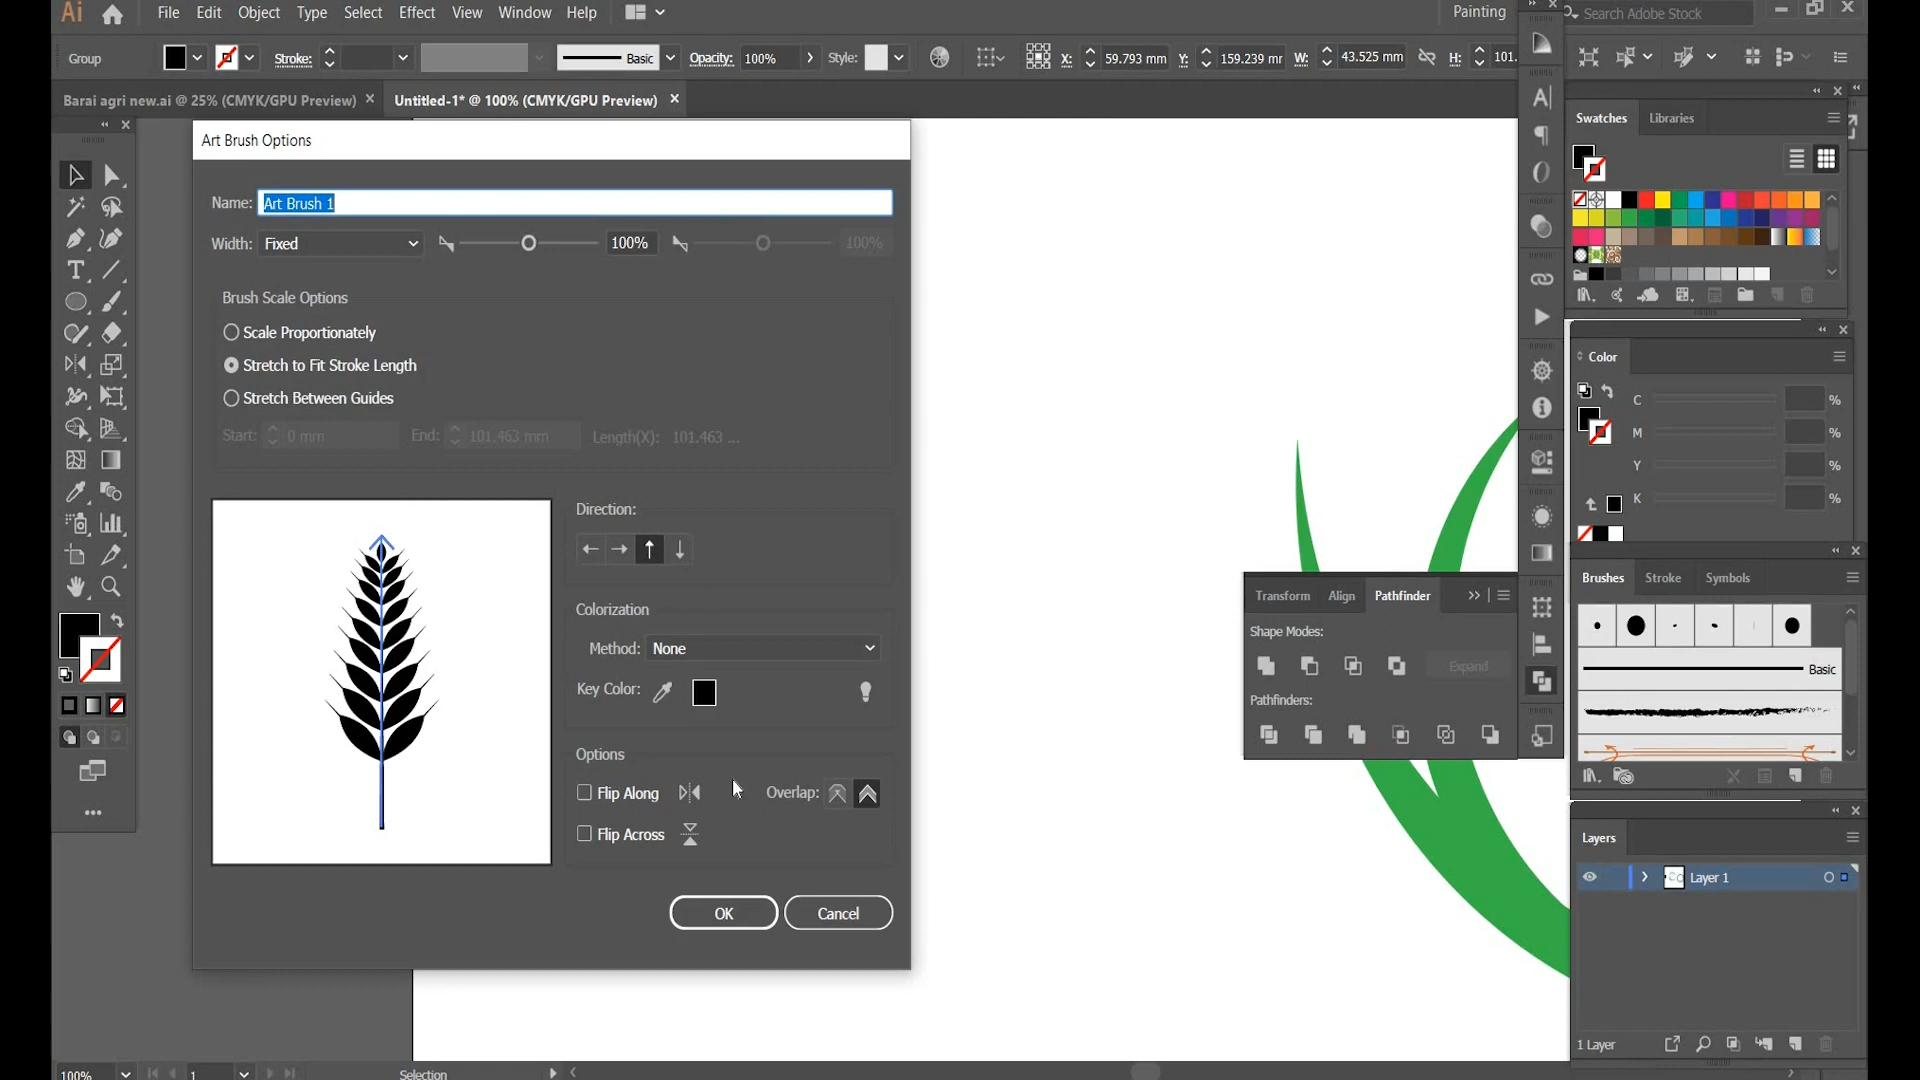 Ai File Edit Object Type Select Effect View Window Help Painting Search Adobe Stock
Group Stroke: Basic Opacity: 100% Style: X: 59.793 mm Y: 159.239 mr W: 43.525 mm H: 101.
Barai agri new.ai @ 25% (CMYK/GPU Preview) Untitled-1* @ 100% (CMYK/GPU Preview)
Art Brush Options
Name: Art Brush 1
Width: Fixed 100% 100%
Brush Scale Options
Scale Proportionately
Stretch to Fit Stroke Length
Stretch Between Guides
Start: 0 mm End: 101.463 mm Length(X): 101.463 ...
Direction:
Colorization
Method: None
Key Color:
Options
Flip Along Overlap:
Flip Across
OK Cancel
Transform Align Pathfinder
Shape Modes:
Expand
Pathfinders:
Swatches Libraries
Color
C %
M %
Y %
K %
Brushes Stroke Symbols
Basic
Layers
Layer 1
1 Layer
100% 1 Selection